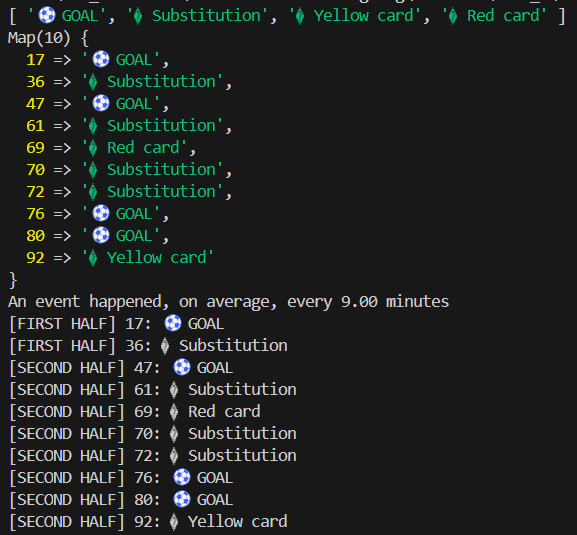 [ '⚽ GOAL', '♦ Substitution', '♦ Yellow card', '♦ Red card' ]
Map(10) {
  17 => '⚽ GOAL',
  36 => '♦ Substitution',
  47 => '⚽ GOAL',
  61 => '♦ Substitution',
  69 => '♦ Red card',
  70 => '♦ Substitution',
  72 => '♦ Substitution',
  76 => '⚽ GOAL',
  80 => '⚽ GOAL',
  92 => '♦ Yellow card'
}
An event happened, on average, every 9.00 minutes
[FIRST HALF] 17: ⚽ GOAL
[FIRST HALF] 36: ♦ Substitution
[SECOND HALF] 47: ⚽ GOAL
[SECOND HALF] 61: ♦ Substitution
[SECOND HALF] 69: ♦ Red card
[SECOND HALF] 70: ♦ Substitution
[SECOND HALF] 72: ♦ Substitution
[SECOND HALF] 76: ⚽ GOAL
[SECOND HALF] 80: ⚽ GOAL
[SECOND HALF] 92: ♦ Yellow card